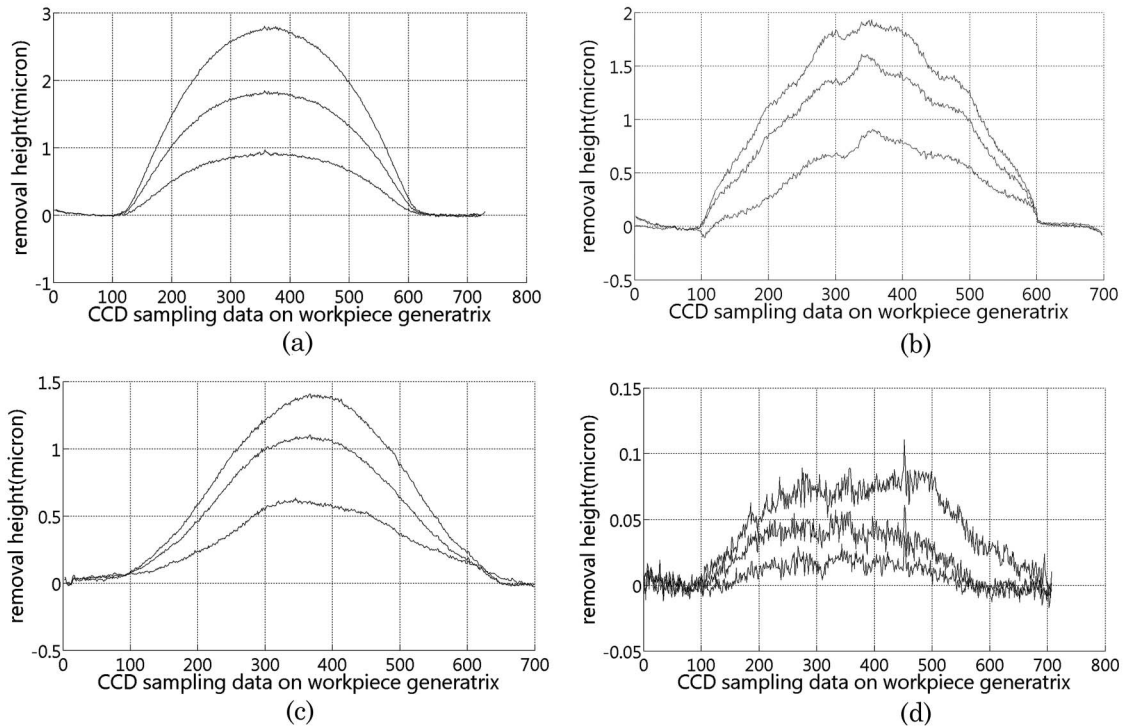 removal height(micron)
3
2
1
0
-1
0 100 200 300 400 500 600 700 800
CCD sampling data on workpiece generatrix
(a)
removal height(micron)
2
1.5
1
0.5
0
-0.5
0 100 200 300 400 500 600 700
CCD sampling data on workpiece generatrix
(b)
removal height(micron)
1.5
1
0.5
0
-0.5
0 100 200 300 400 500 600 700
CCD sampling data on workpiece generatrix
(c)
removal height(micron)
0.15
0.1
0.05
0
-0.05
0 100 200 300 400 500 600 700 800
CCD sampling data on workpiece generatrix
(d)